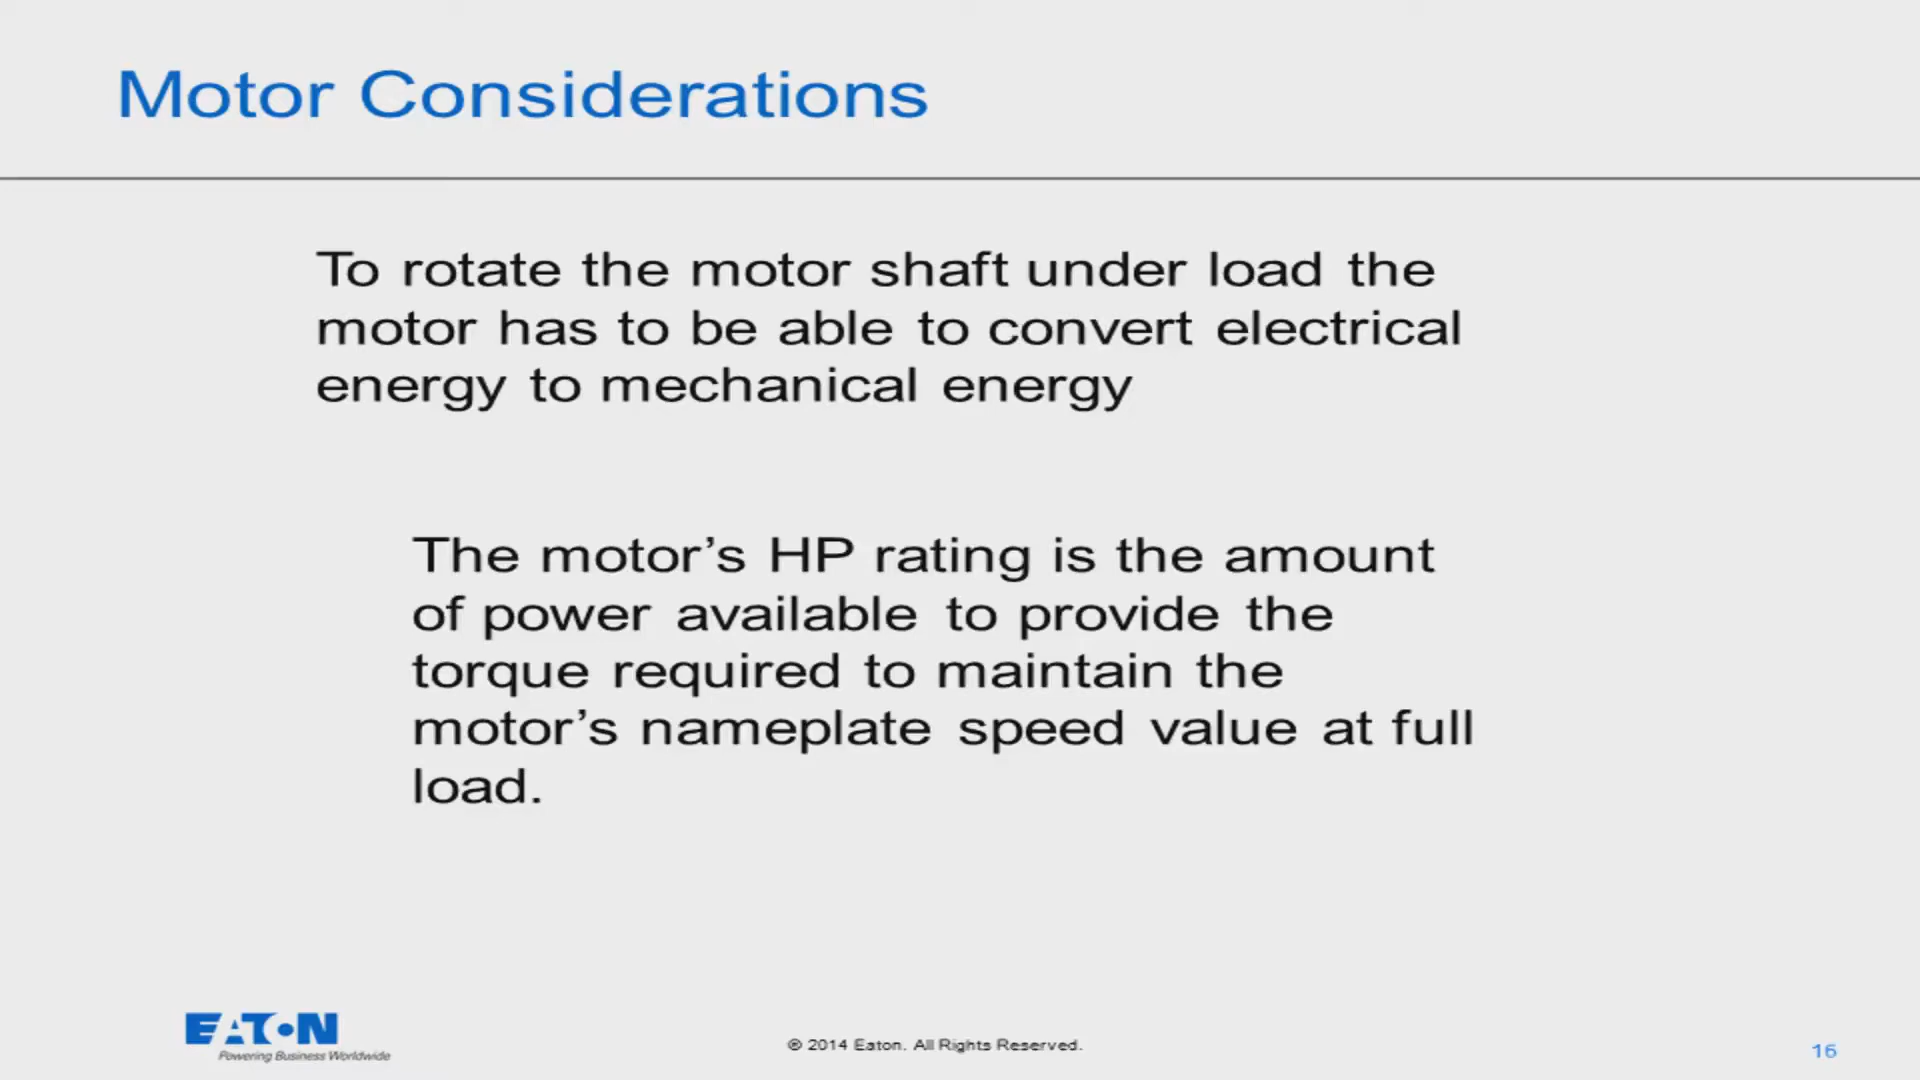 Motor Considerations
To rotate the motor shaft under load the
motor has to be able to convert electrical
energy to mechanical energy
The motor’s HP rating is the amount
of power available to provide the
torque required to maintain the
motor’s nameplate speed value at full
load.
EATON
Powering Business Worldwide
© 2014 Eaton. All Rights Reserved.
16